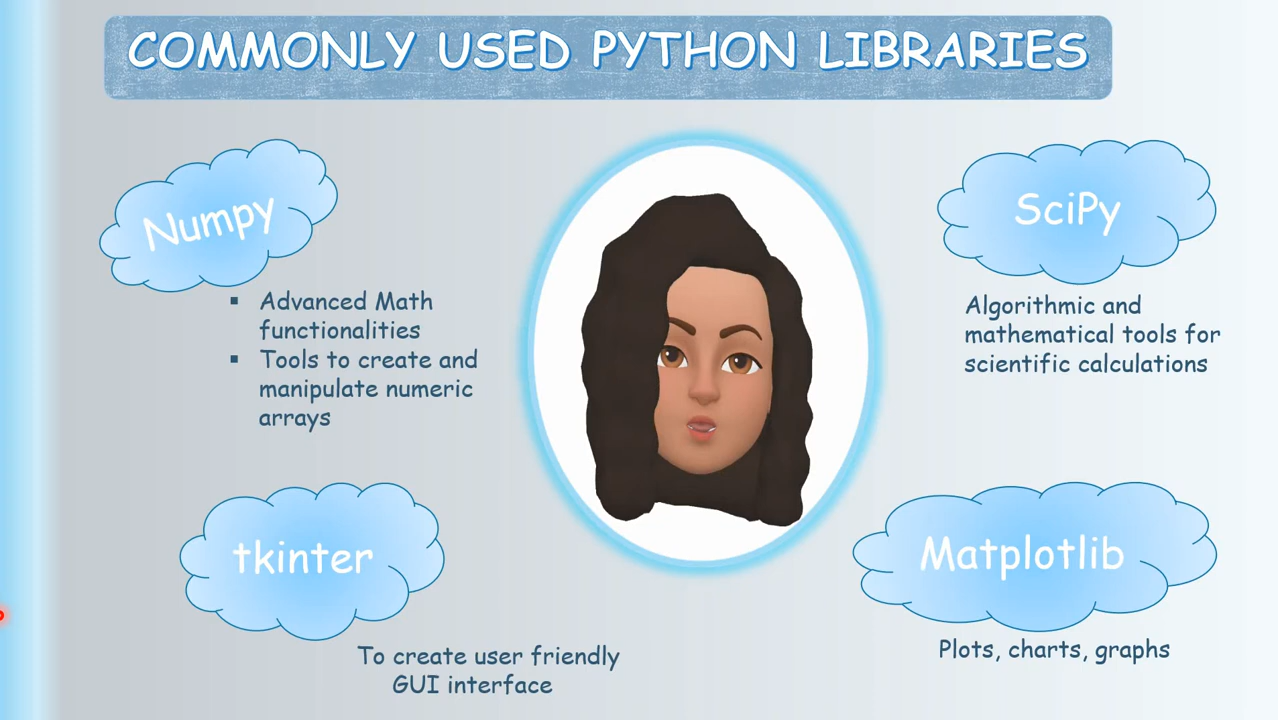 COMMONLY USED PYTHON LIBRARIES
Numpy
▪ Advanced Math
functionalities
▪ Tools to create and
manipulate numeric
arrays
SciPy
Algorithmic and
mathematical tools for
scientific calculations
tkinter
To create user friendly
GUI interface
Matplotlib
Plots, charts, graphs